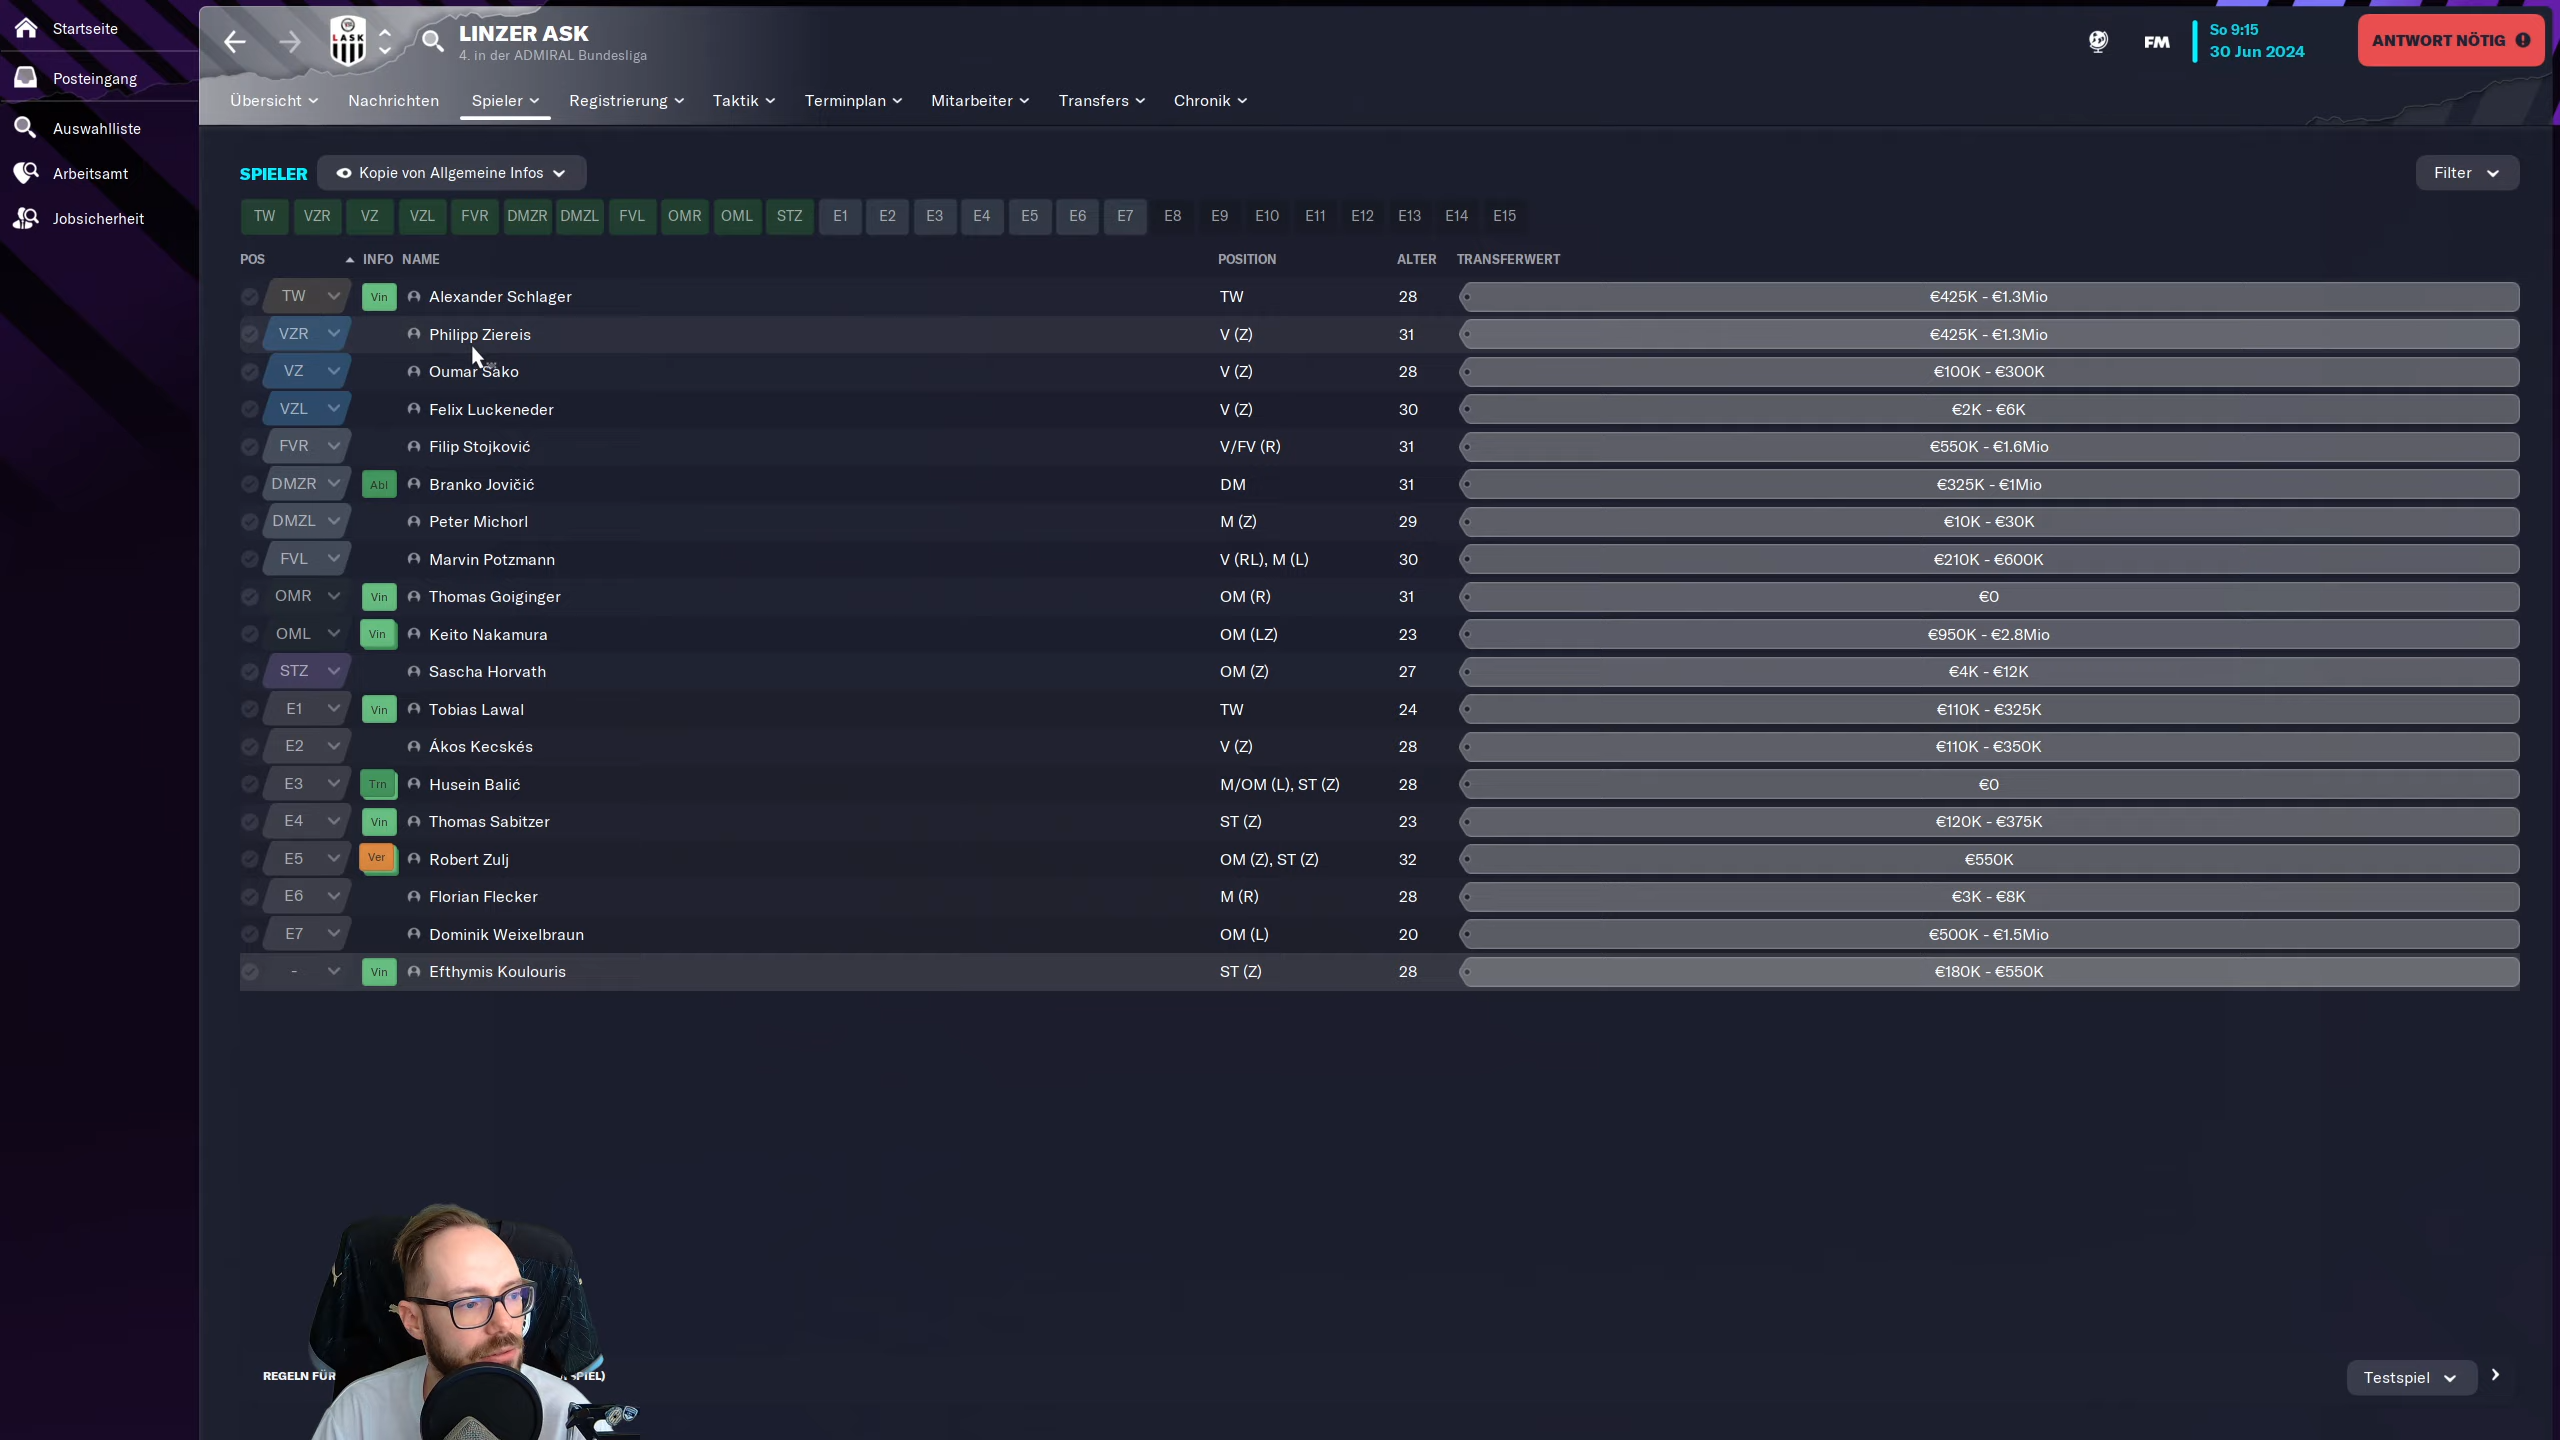 Startseite
Posteingang
Auswahlliste
Arbeitsamt
Jobsicherheit
LASK
LINZER ASK
4. in der ADMIRAL Bundesliga
FM
So 9:15
30 Jun 2024
ANTWORT NÖTIG
Übersicht Nachrichten Spieler Registrierung Taktik Terminplan Mitarbeiter Transfers Chronik
SPIELER Kopie von Allgemeine Infos Filter
TW VZR VZ VZL FVR DMZR DMZL FVL OMR OML STZ E1 E2 E3 E4 E5 E6 E7 E8 E9 E10 E11 E12 E13 E14 E15
POS INFO NAME POSITION ALTER TRANSFERWERT
TW Vin Alexander Schlager TW 28 €425K - €1.3Mio
VZR Philipp Ziereis V (Z) 31 €425K - €1.3Mio
VZ Oumar Sako V (Z) 28 €100K - €300K
VZL Felix Luckeneder V (Z) 30 €2K - €6K
FVR Filip Stojković V/FV (R) 31 €550K - €1.6Mio
DMZR Abl Branko Jovičić DM 31 €325K - €1Mio
DMZL Peter Michorl M (Z) 29 €10K - €30K
FVL Marvin Potzmann V (RL), M (L) 30 €210K - €600K
OMR Vin Thomas Goiginger OM (R) 31 €0
OML Vin Keito Nakamura OM (LZ) 23 €950K - €2.8Mio
STZ Sascha Horvath OM (Z) 27 €4K - €12K
E1 Vin Tobias Lawal TW 24 €110K - €325K
E2 Ákos Kecskés V (Z) 28 €110K - €350K
E3 Trn Husein Balić M/OM (L), ST (Z) 28 €0
E4 Vin Thomas Sabitzer ST (Z) 23 €120K - €375K
E5 Ver Robert Zulj OM (Z), ST (Z) 32 €550K
E6 Florian Flecker M (R) 28 €3K - €8K
E7 Dominik Weixelbraun OM (L) 20 €500K - €1.5Mio
- Vin Efthymis Koulouris ST (Z) 28 €180K - €550K
REGELN FÜR
Testspiel